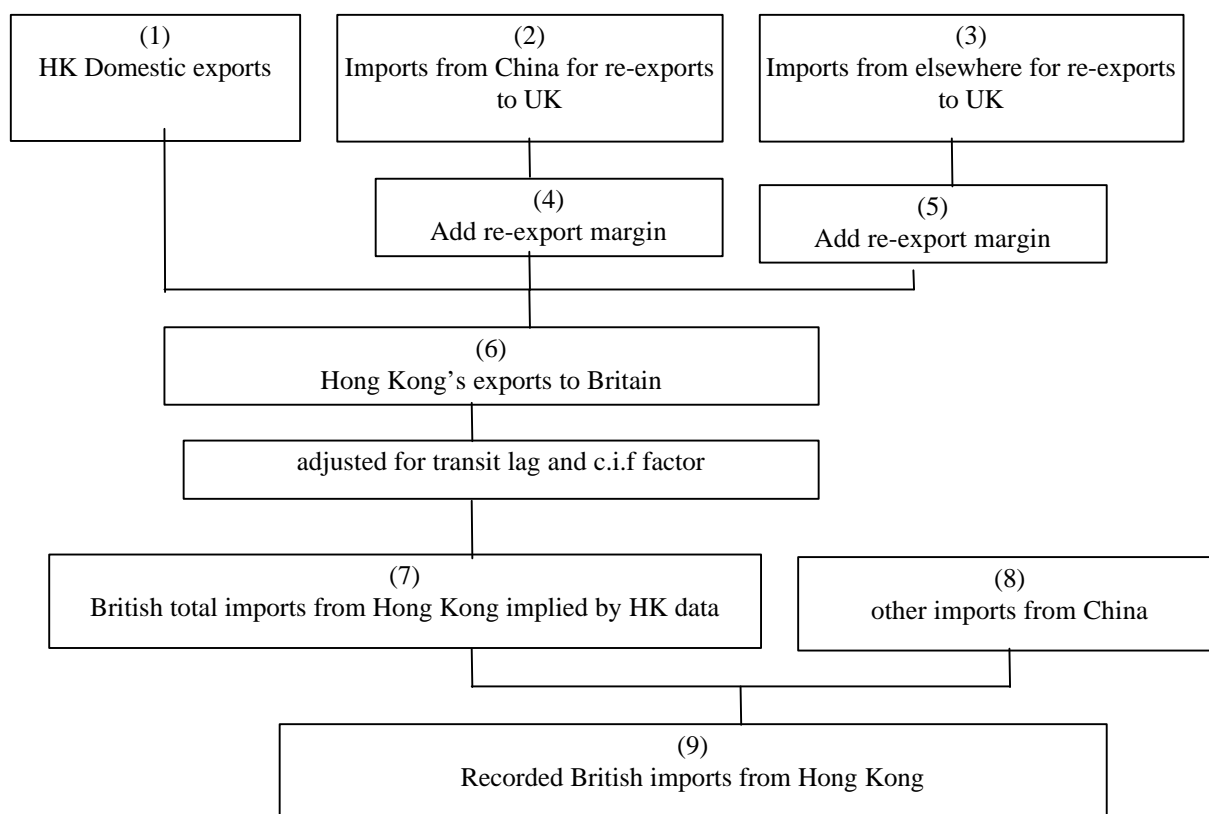 (1)
HK Domestic exports
(2)
Imports from China for re-exports
to UK
(3)
Imports from elsewhere for re-exports
to UK
(4)
Add re-export margin
(5)
Add re-export margin
(6)
Hong Kong’s exports to Britain
adjusted for transit lag and c.i.f factor
(7)
British total imports from Hong Kong implied by HK data
(8)
other imports from China
(9)
Recorded British imports from Hong Kong